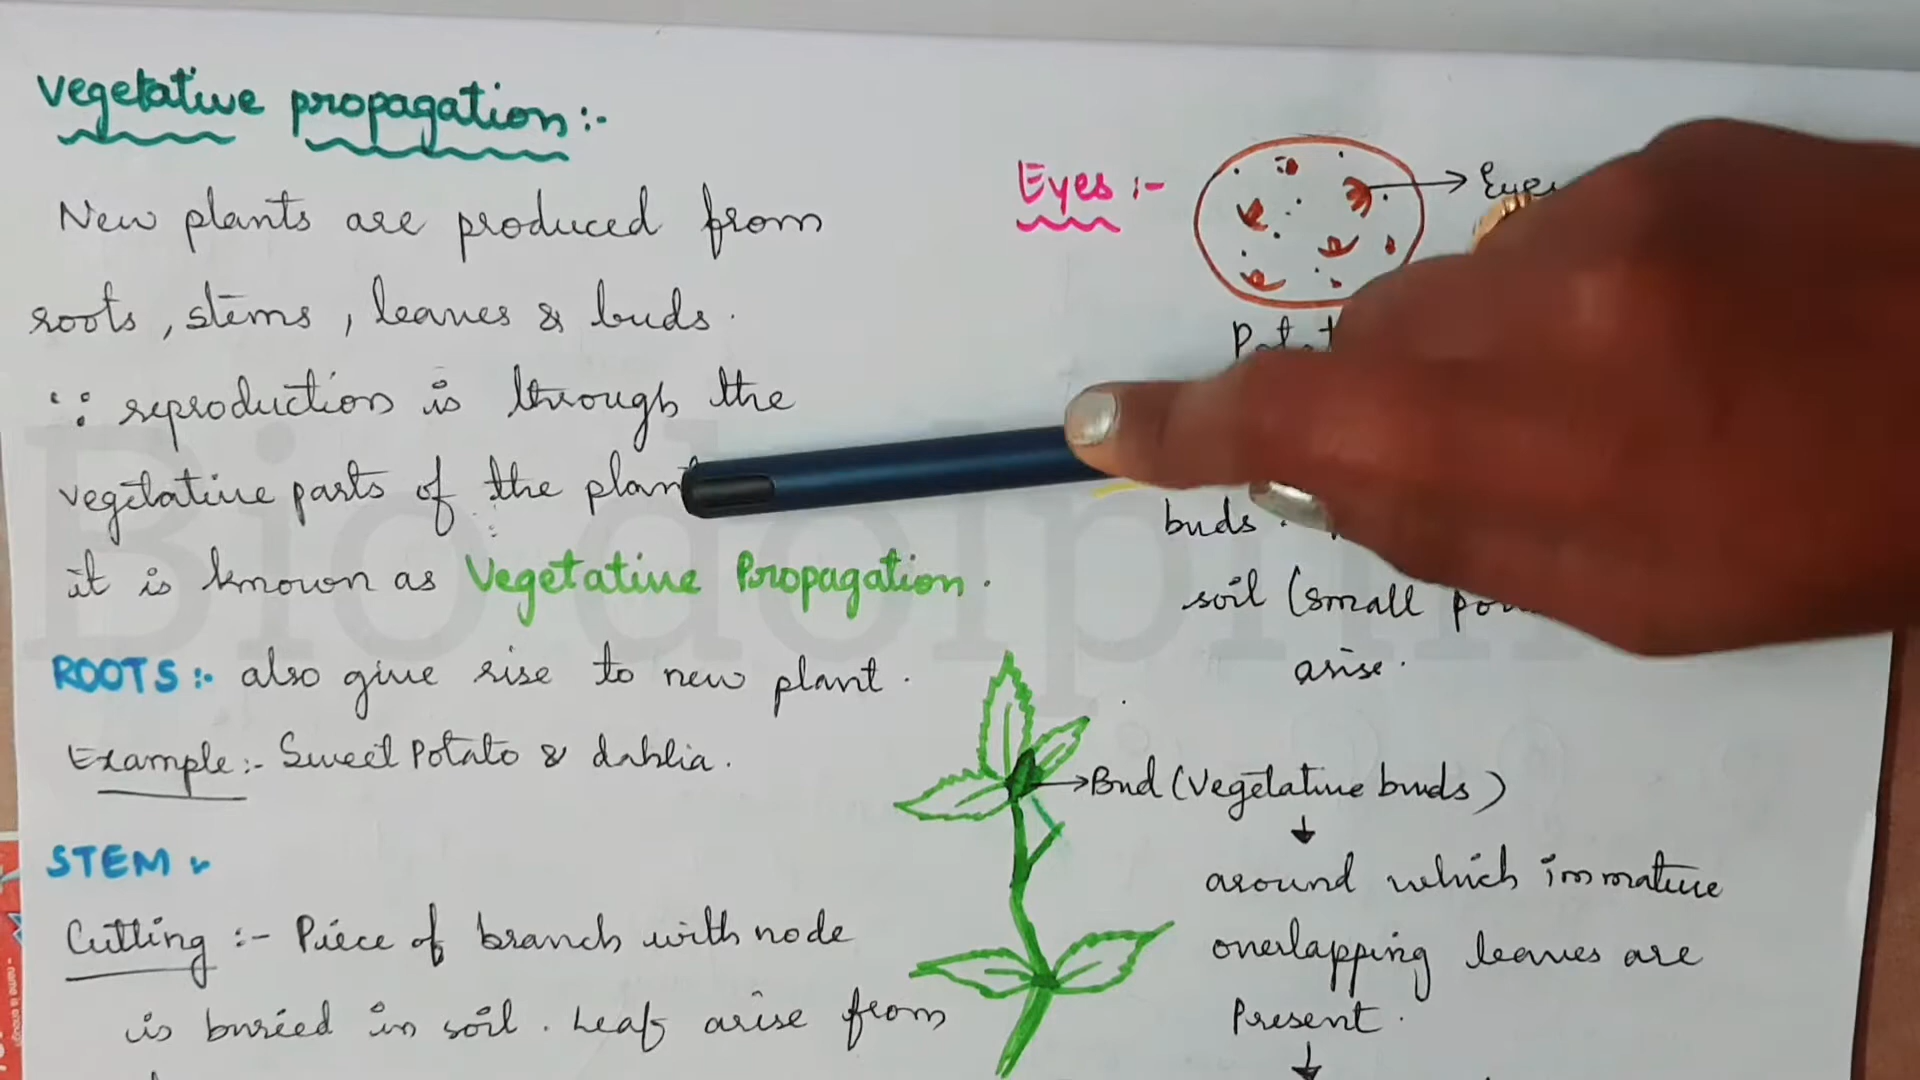 Vegetative propagation :-
New plants are produced from
roots, stems, leaves & buds.
∵ reproduction is through the
vegetative parts of the plant
it is known as Vegetative Propagation.
ROOTS :- also give rise to new plant.
Example :- Sweet Potato & dahlia.
STEM :-
Cutting :- Piece of branch with node
is buried in soil. Leaf arise from
Eyes :-
buds.
soil (small
arise.
Bud (Vegetative buds)
around which immature
overlapping leaves are
Present.
Bio dolphin